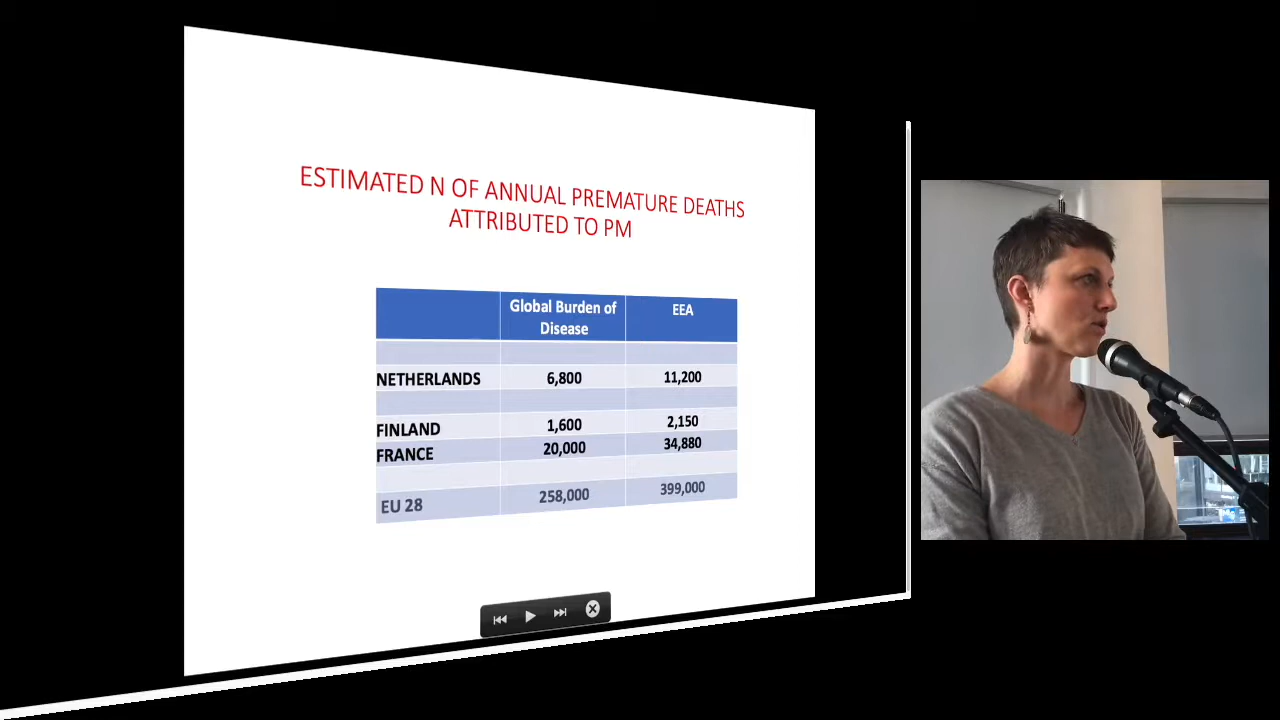 ESTIMATED N OF ANNUAL PREMATURE DEATHS
ATTRIBUTED TO PM
Global Burden of
Disease
EEA
NETHERLANDS 6,800 11,200
FINLAND 1,600 2,150
FRANCE 20,000 34,880
EU 28 258,000 399,000